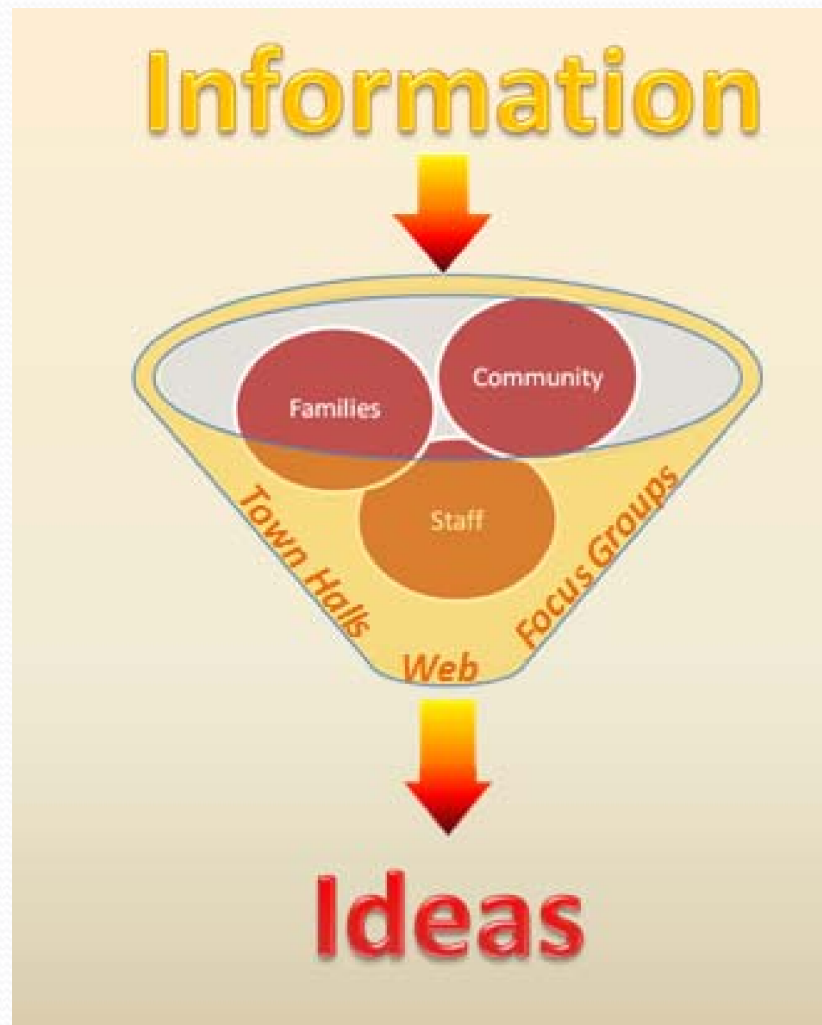 Information
Community
Families
Staff
Town Halls
Focus Groups
Web
Ideas